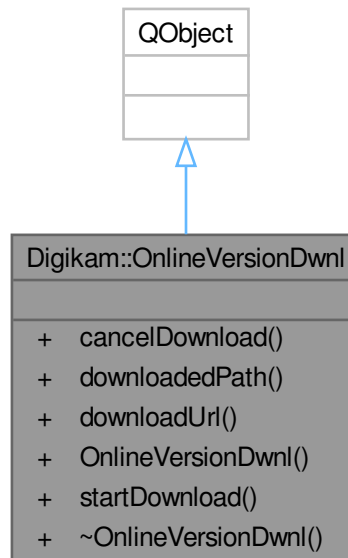 QObject
Digikam::OnlineVersionDwnl
+ cancelDownload()
+ downloadedPath()
+ downloadUrl()
+ OnlineVersionDwnl()
+ startDownload()
+ ~OnlineVersionDwnl()